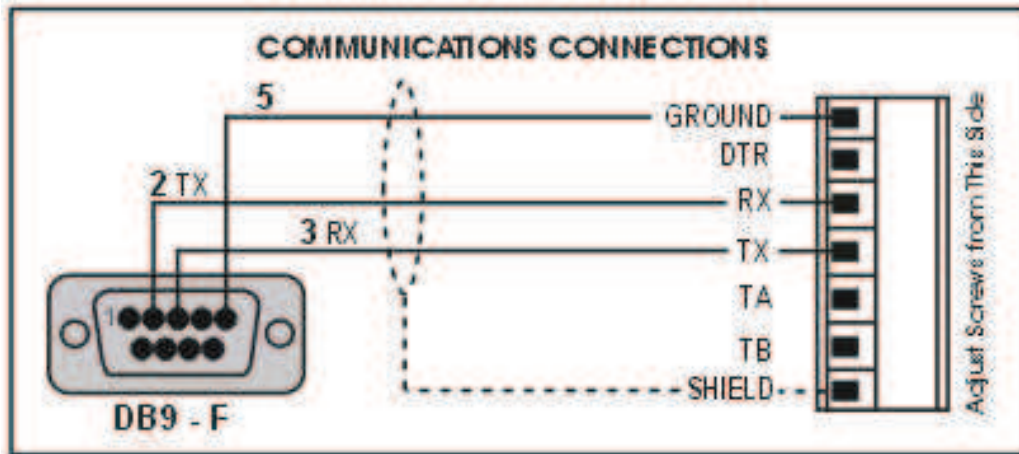 COMMUNICATIONS CONNECTIONS
5
GROUND
DTR
2 TX
RX
3 RX
TX
1
TA
TB
SHIELD
DB9 - F
Adjust Screws from This Side